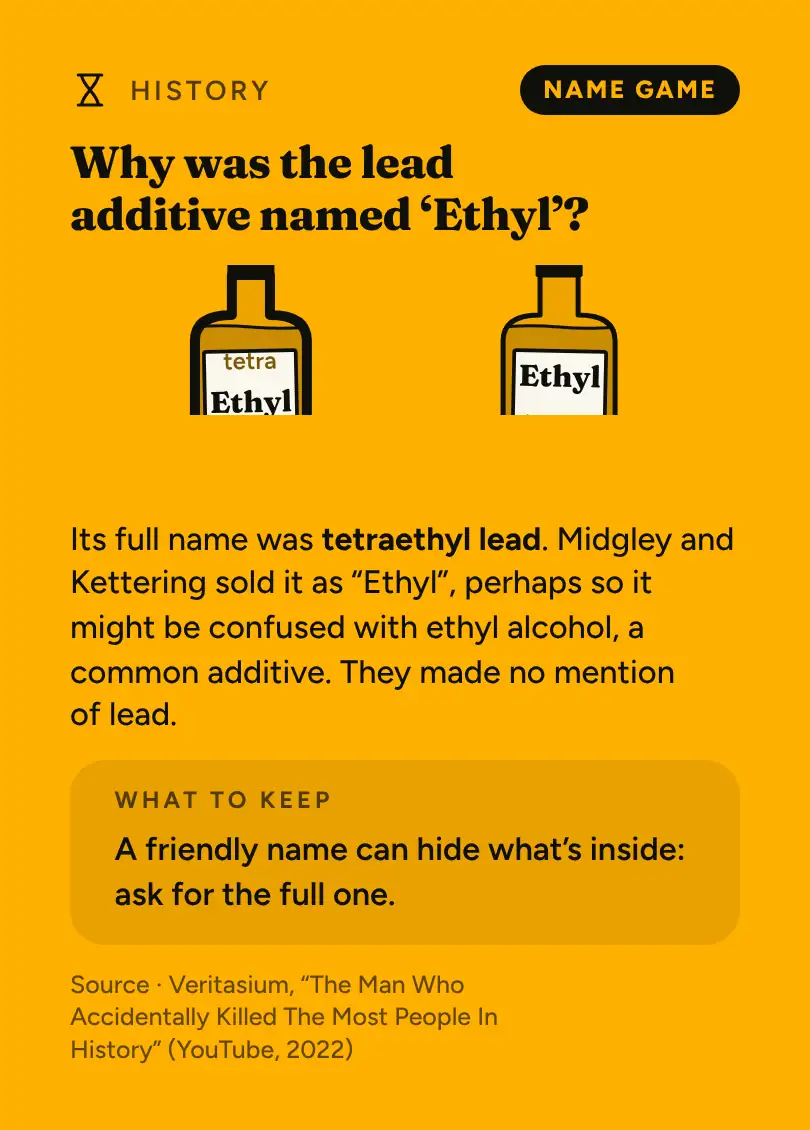 HISTORY
NAME GAME
Why was the lead
additive named ‘Ethyl’?
tetra
Ethyl
Ethyl
Its full name was tetraethyl lead. Midgley and
Kettering sold it as “Ethyl”, perhaps so it
might be confused with ethyl alcohol, a
common additive. They made no mention
of lead.
WHAT TO KEEP
A friendly name can hide what’s inside:
ask for the full one.
Source · Veritasium, “The Man Who
Accidentally Killed The Most People In
History” (YouTube, 2022)